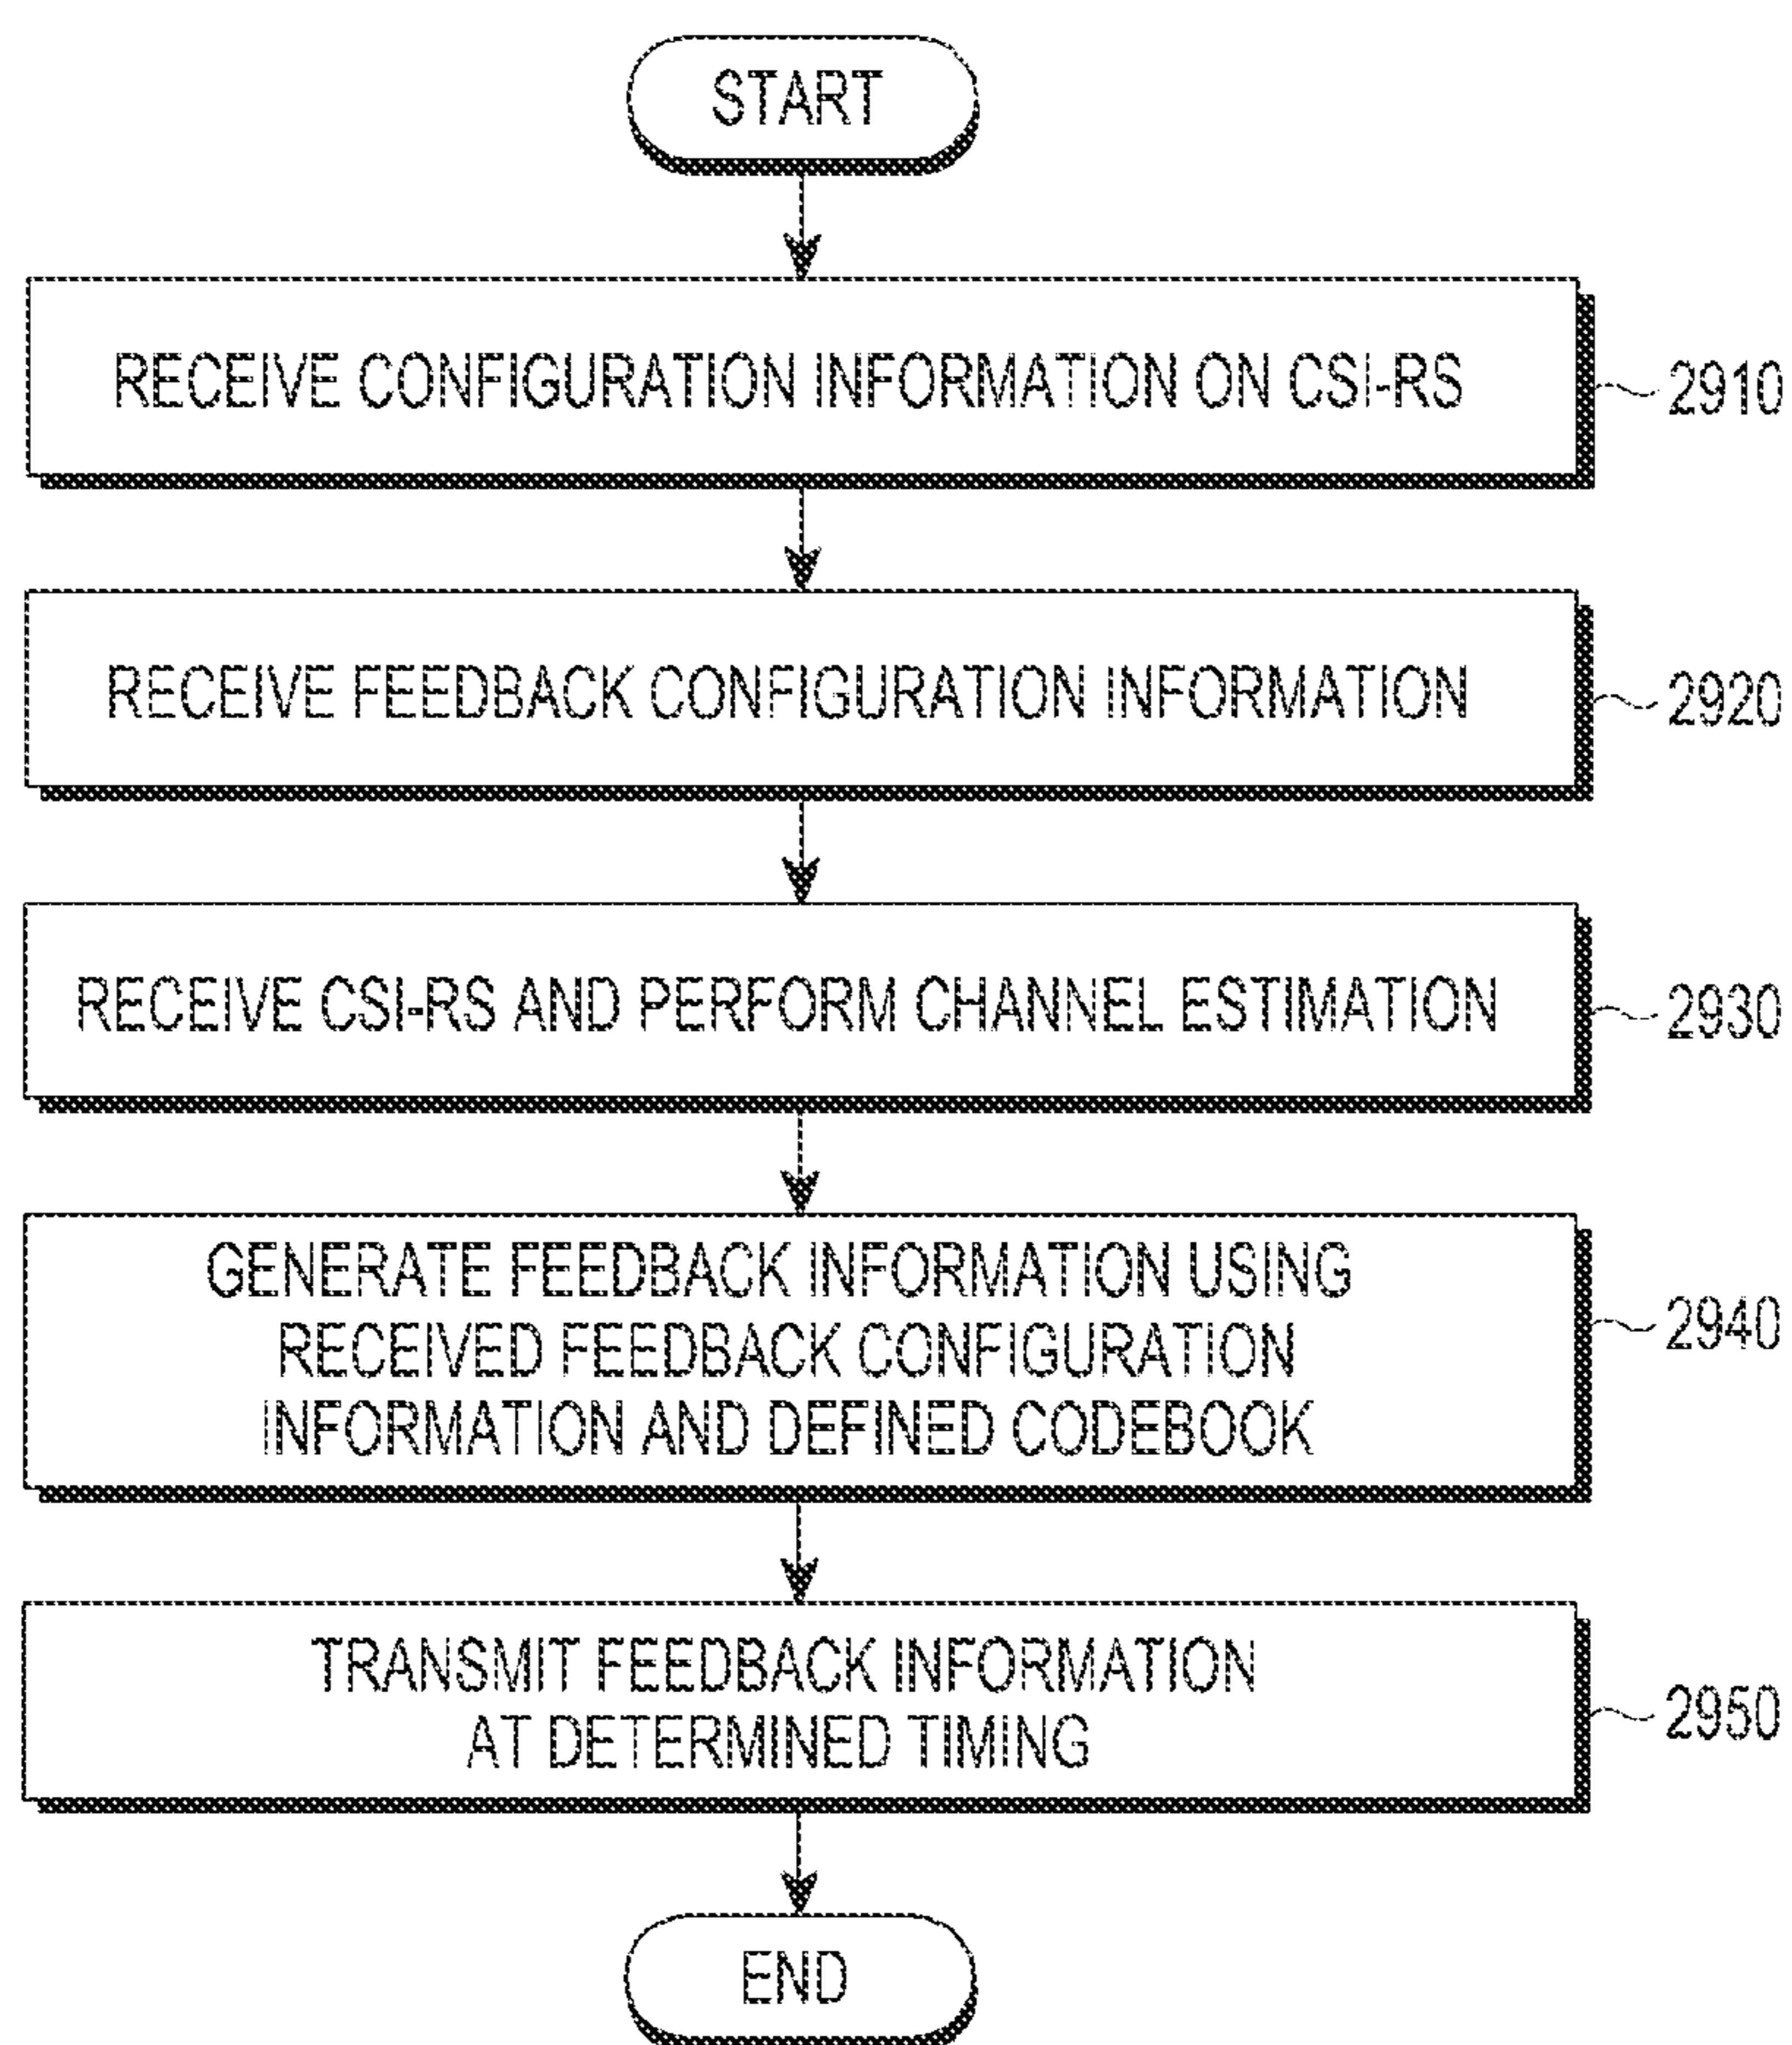 START
RECEIVE CONFIGURATION INFORMATION ON CSI-RS
2910
RECEIVE FEEDBACK CONFIGURATION INFORMATION
2920
RECEIVE CSI-RS AND PERFORM CHANNEL ESTIMATION
2930
GENERATE FEEDBACK INFORMATION USING
RECEIVED FEEDBACK CONFIGURATION
INFORMATION AND DEFINED CODEBOOK
2940
TRANSMIT FEEDBACK INFORMATION
AT DETERMINED TIMING
2950
END